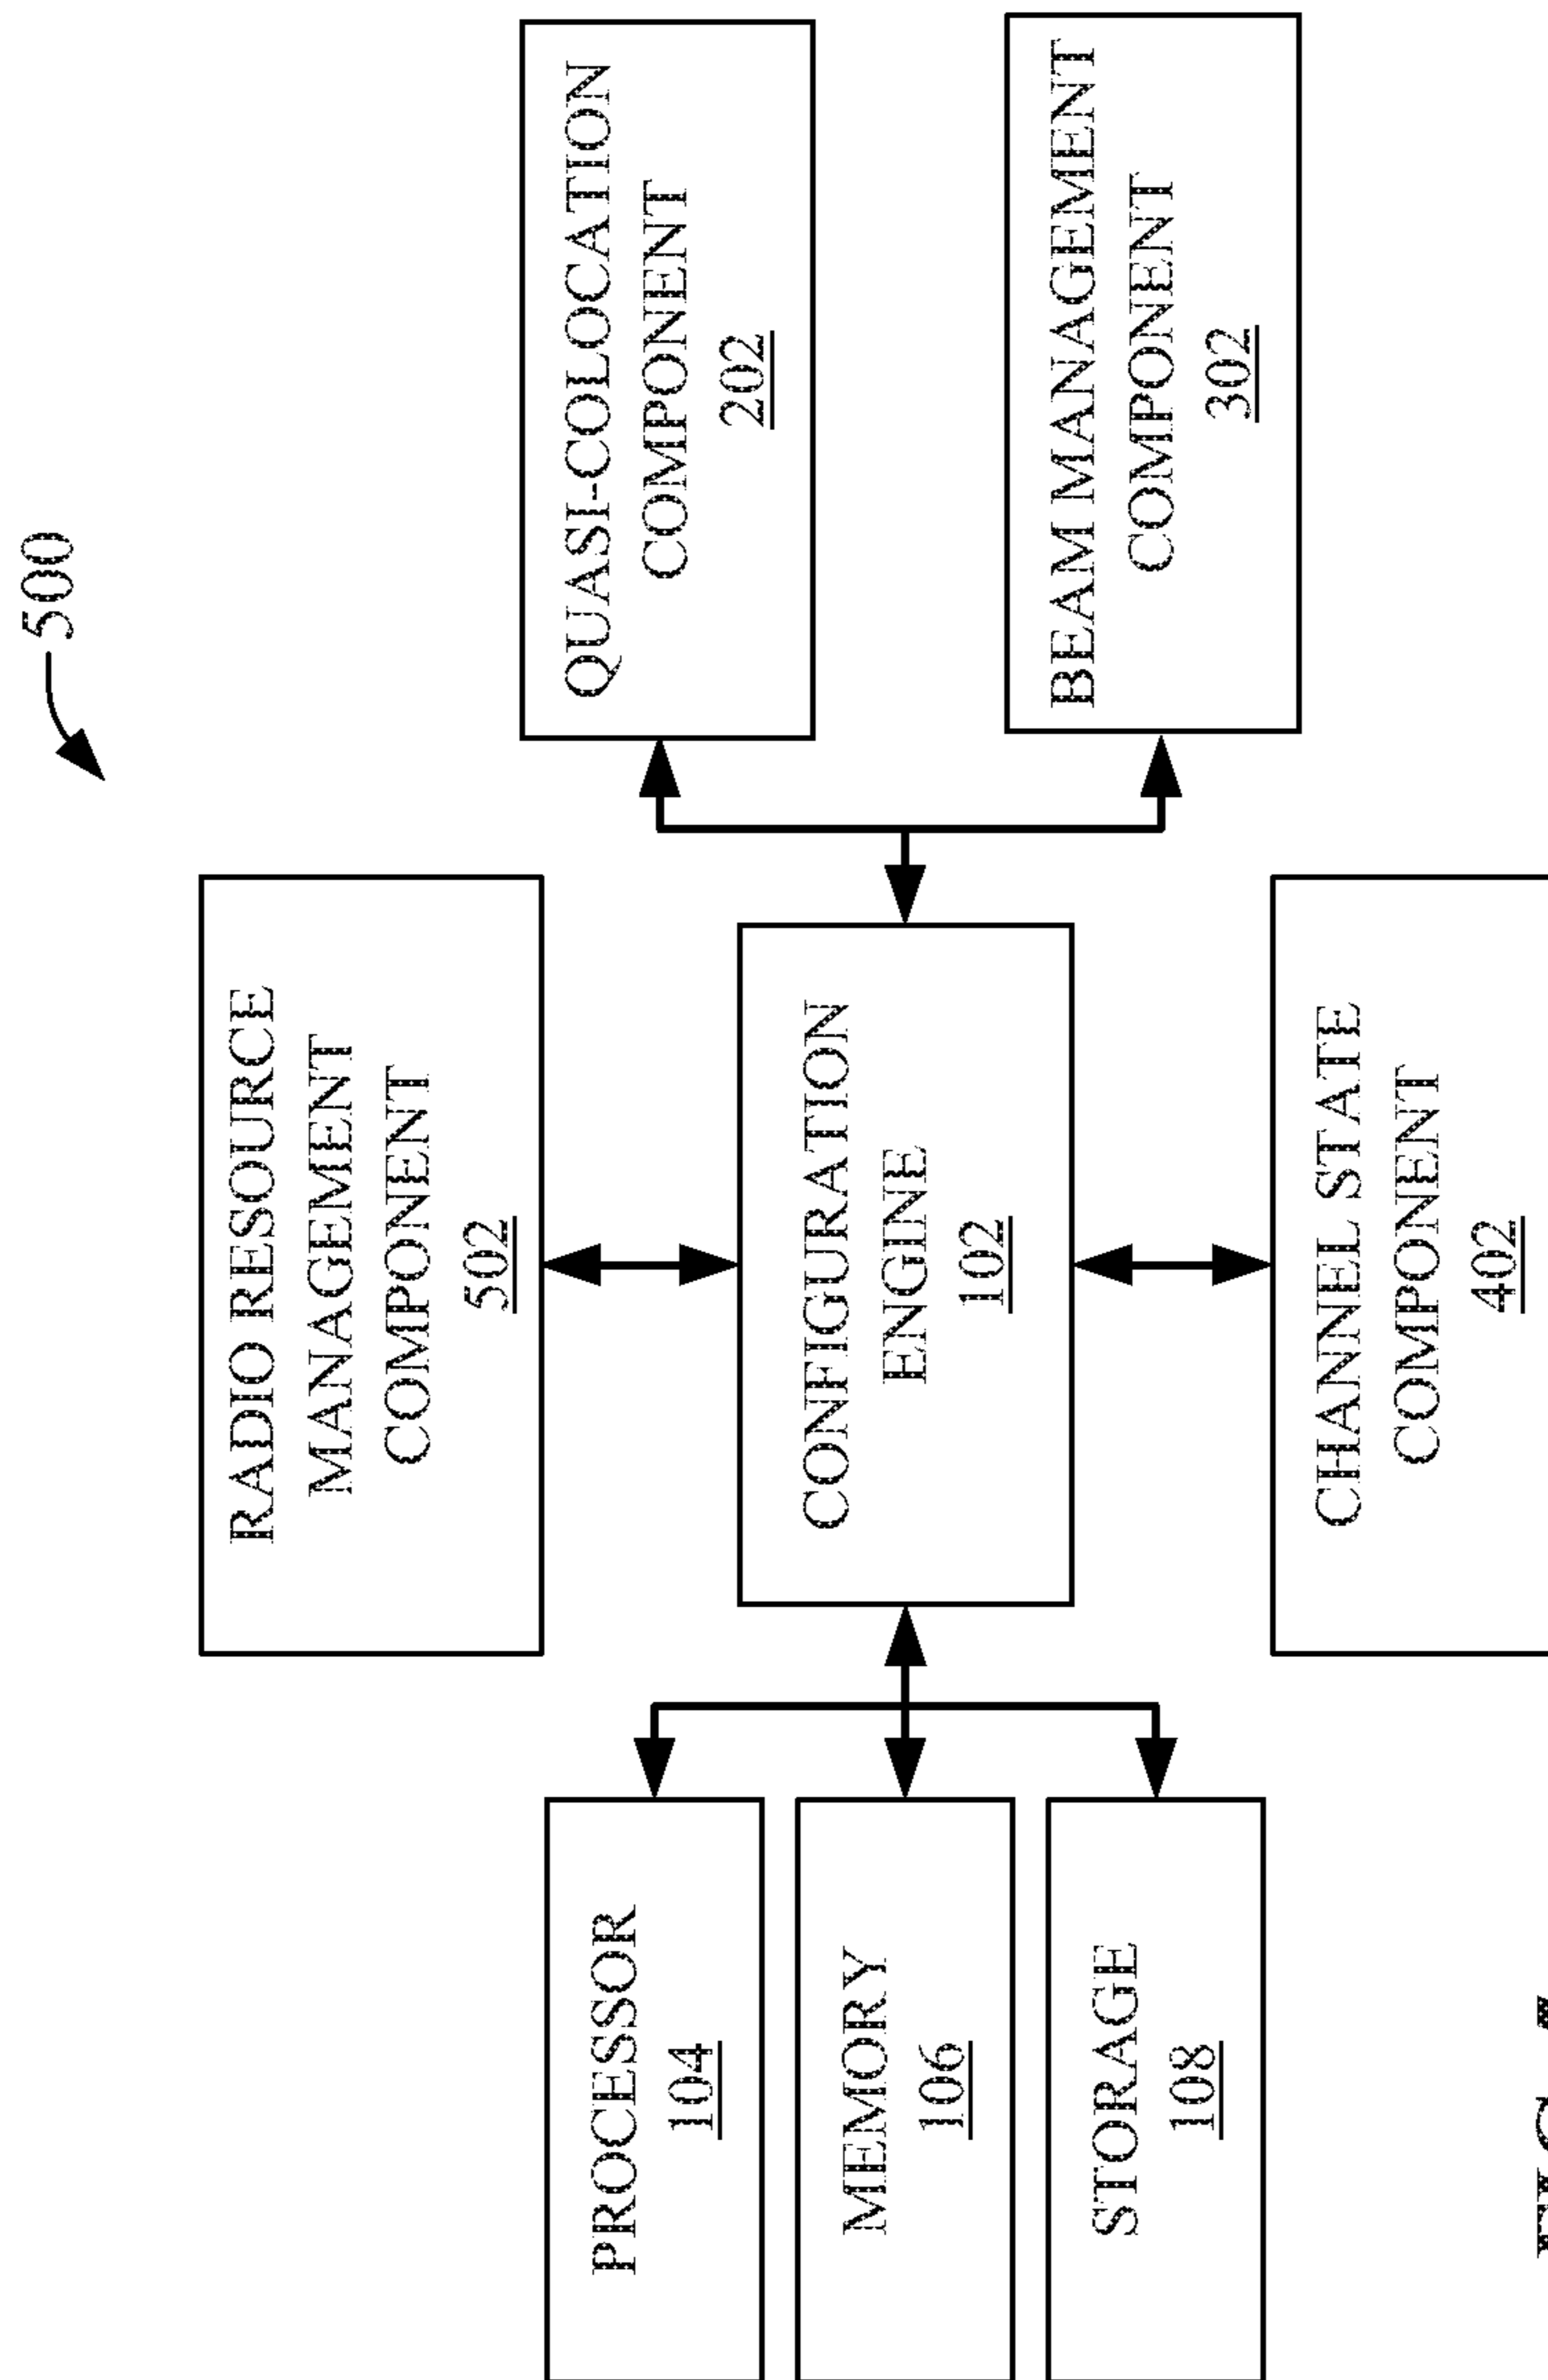 500
RADIO RESOURCE
MANAGEMENT
COMPONENT
502
PROCESSOR
104
MEMORY
106
STORAGE
108
CONFIGURATION
ENGINE
102
QUASI-COLOCATION
COMPONENT
202
BEAM MANAGEMENT
COMPONENT
302
CHANNEL STATE
COMPONENT
402